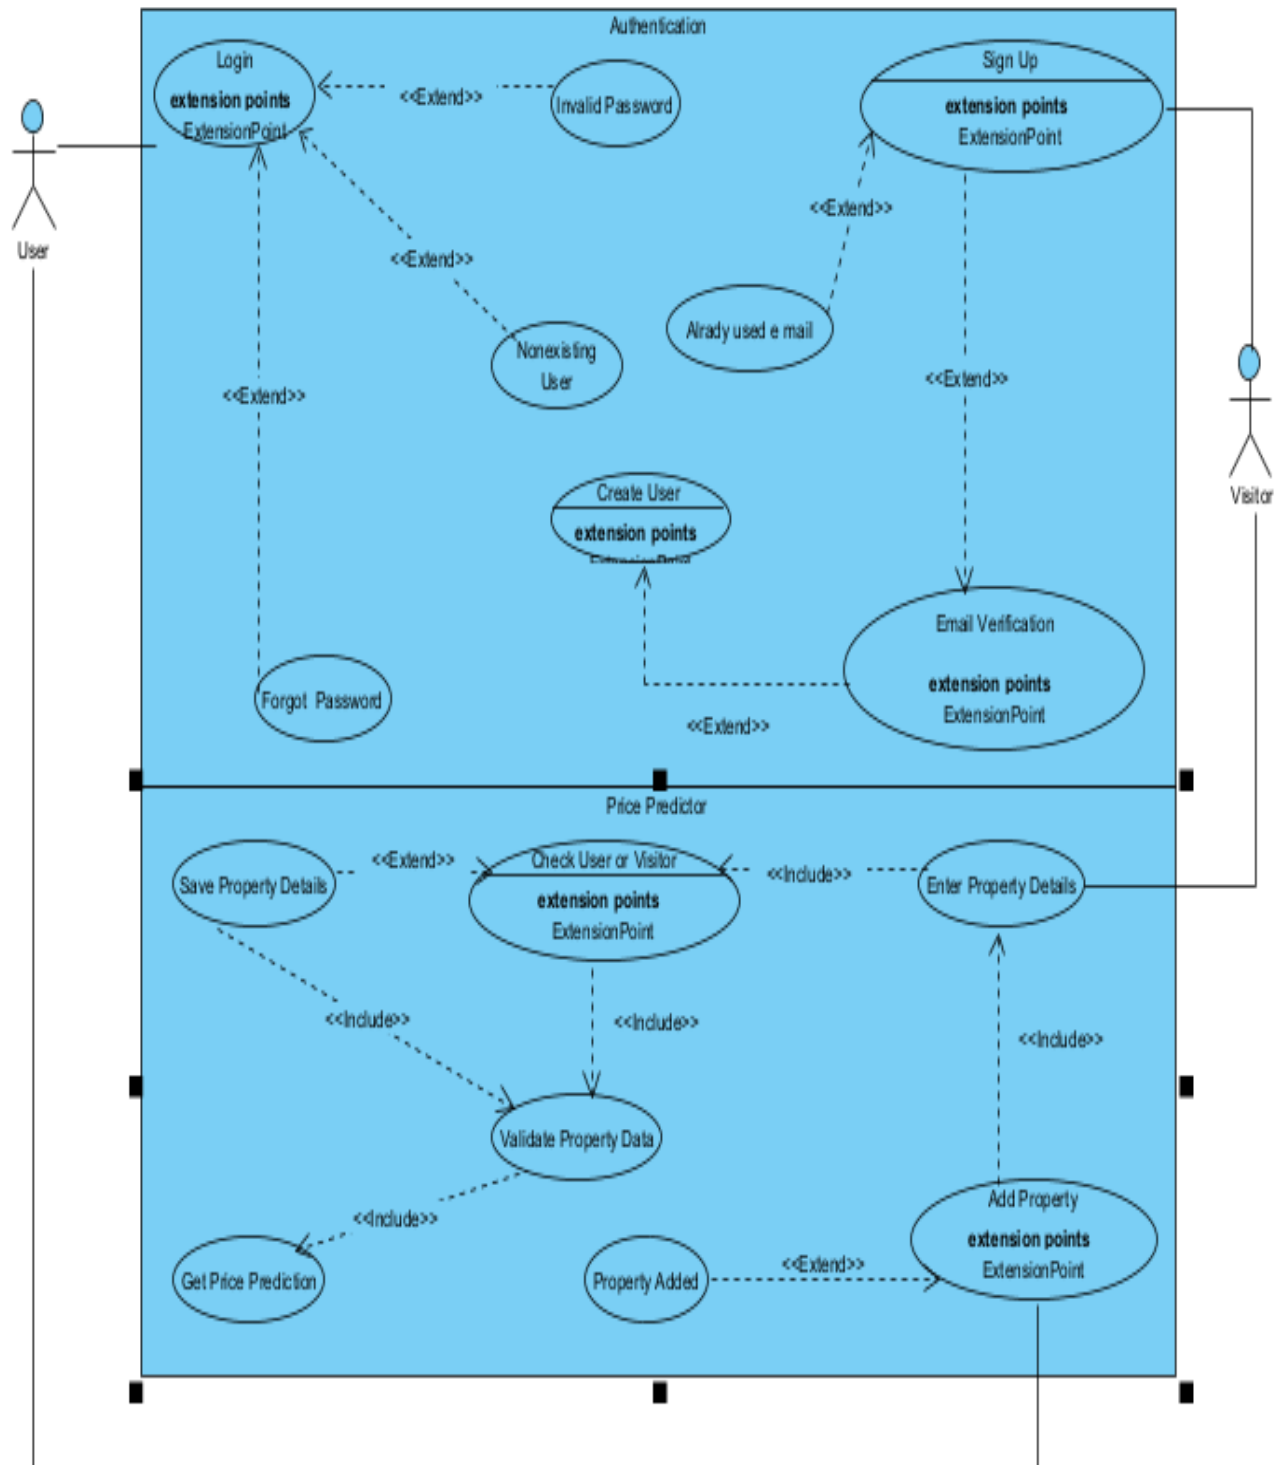 Authentication
Login
extension points
ExtensionPoint
<<Extend>>
Invalid Password
Sign Up
extension points
ExtensionPoint
<<Extend>>
User
<<Extend>>
Alrady used e mail
Nonexisting
User
<<Extend>>
<<Extend>>
Visitor
Create User
extension points
ExtensionPoint
Email Verification
extension points
ExtensionPoint
Forgot Password
<<Extend>>
Price Predictor
Save Property Details
<<Extend>>
Check User or Visitor
extension points
ExtensionPoint
<<Include>>
Enter Property Details
<<Include>>
<<Include>>
<<Include>>
Validate Property Data
<<Include>>
Add Property
extension points
ExtensionPoint
Get Price Prediction
Property Added
<<Extend>>